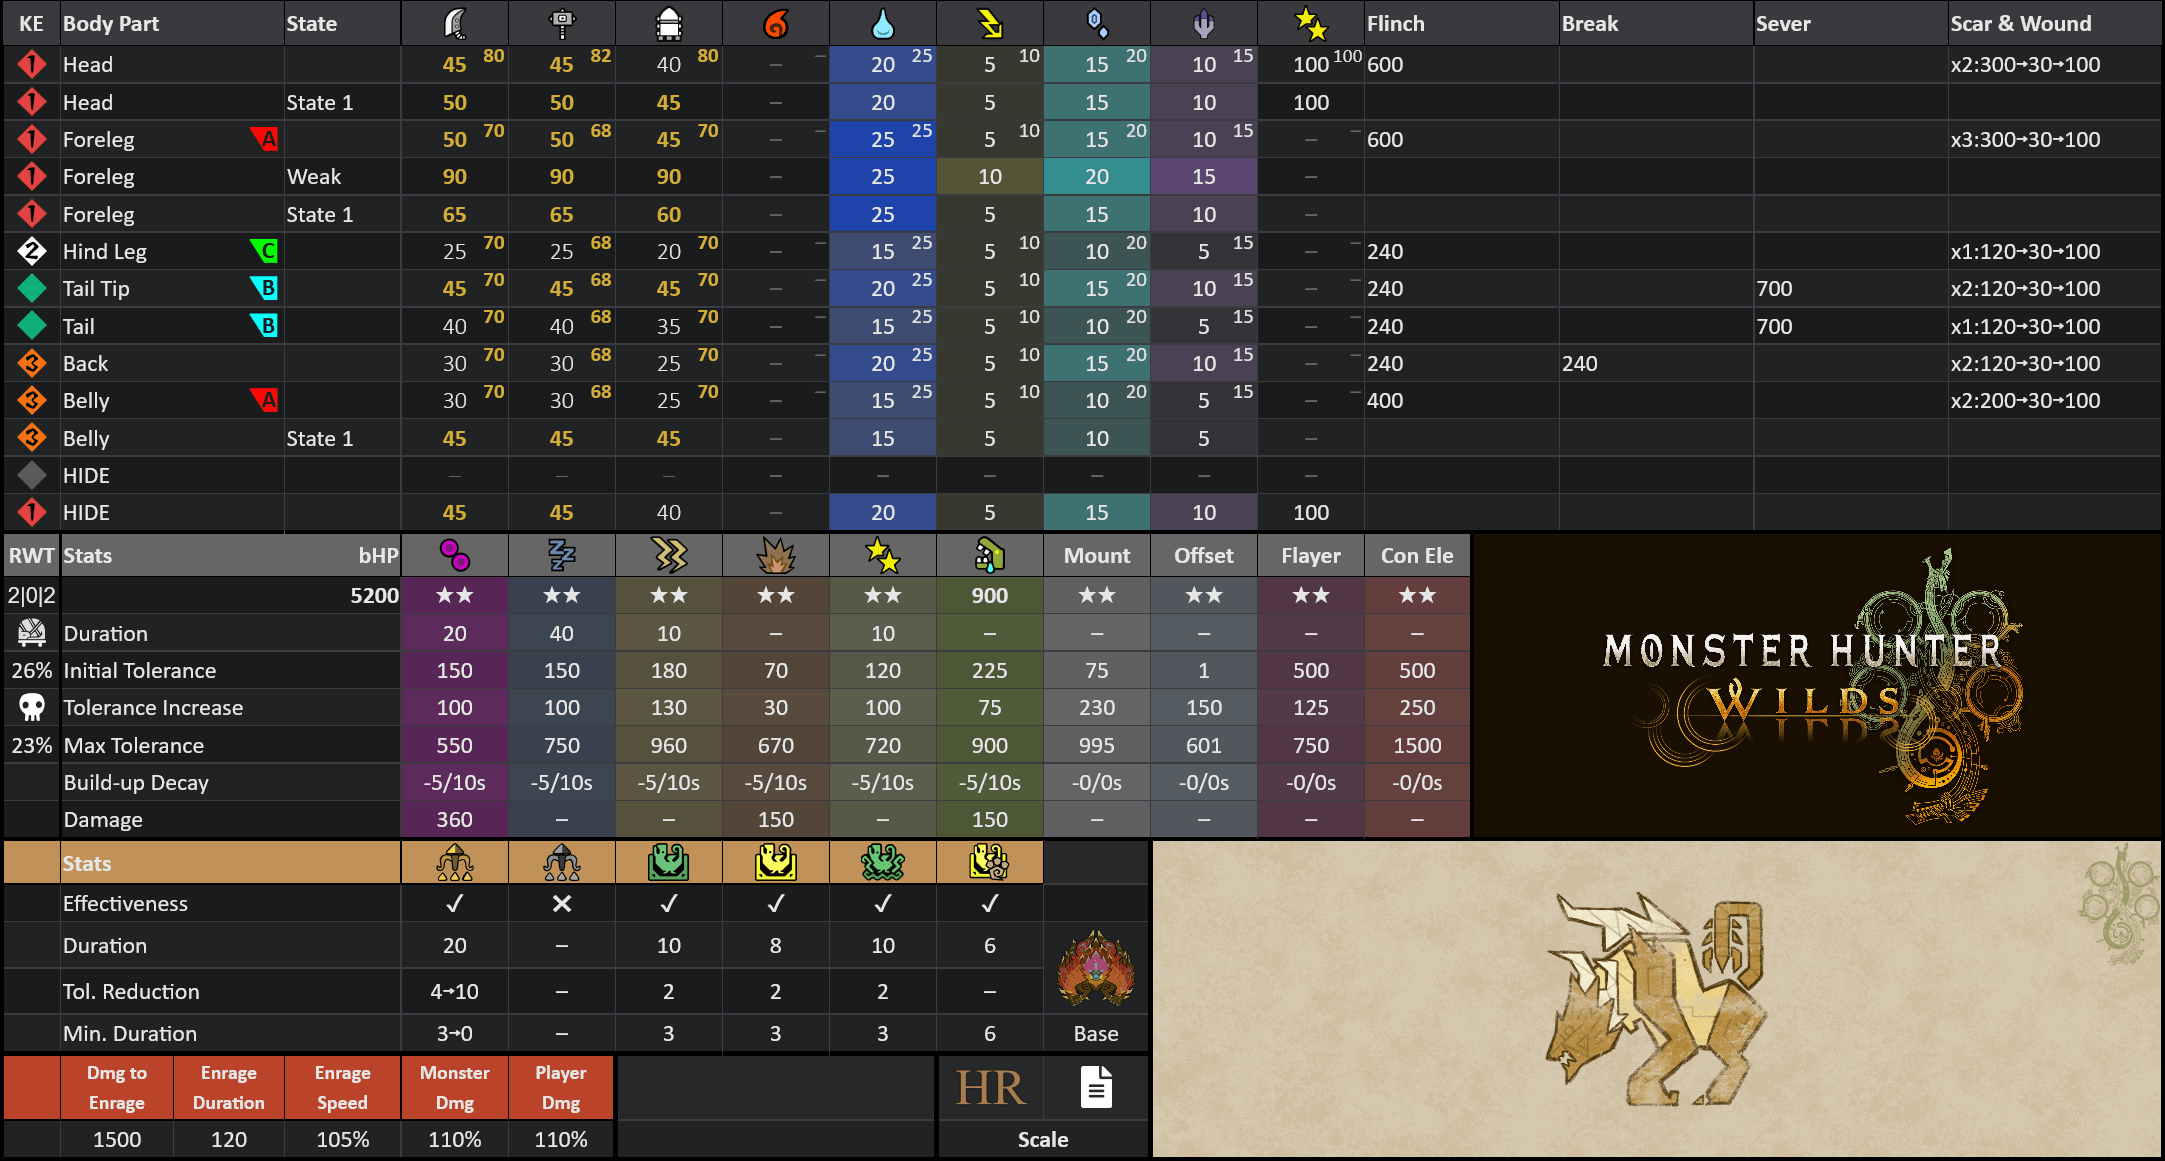 KE Body Part State Flinch Break Sever Scar & Wound
1 Head 45 80 45 82 40 80 – – 20 25 5 10 15 20 10 15 100 100 600 x2:300→30→100
1 Head State 1 50 50 45 – 20 5 15 10 100
1 Foreleg A 50 70 50 68 45 70 – – 25 25 5 10 15 20 10 15 – – 600 x3:300→30→100
1 Foreleg Weak 90 90 90 – 25 10 20 15 –
1 Foreleg State 1 65 65 60 – 25 5 15 10 –
2 Hind Leg C 25 70 25 68 20 70 – – 15 25 5 10 10 20 5 15 – – 240 x1:120→30→100
Tail Tip B 45 70 45 68 45 70 – – 20 25 5 10 15 20 10 15 – – 240 700 x2:120→30→100
Tail B 40 70 40 68 35 70 – – 15 25 5 10 10 20 5 15 – – 240 700 x1:120→30→100
3 Back 30 70 30 68 25 70 – – 20 25 5 10 15 20 10 15 – – 240 240 x2:120→30→100
3 Belly A 30 70 30 68 25 70 – – 15 25 5 10 10 20 5 15 – – 400 x2:200→30→100
3 Belly State 1 45 45 45 – 15 5 10 5 –
HIDE – – – – – – – – –
1 HIDE 45 45 40 – 20 5 15 10 100
RWT Stats bHP Mount Offset Flayer Con Ele
2|0|2 5200 ★★ ★★ ★★ ★★ ★★ 900 ★★ ★★ ★★ ★★
Duration 20 40 10 – 10 – – – – –
26% Initial Tolerance 150 150 180 70 120 225 75 1 500 500
Tolerance Increase 100 100 130 30 100 75 230 150 125 250
23% Max Tolerance 550 750 960 670 720 900 995 601 750 1500
Build-up Decay -5/10s -5/10s -5/10s -5/10s -5/10s -5/10s -0/0s -0/0s -0/0s -0/0s
Damage 360 – – 150 – 150 – – – –
MONSTER HUNTER
WILDS
Stats
Effectiveness ✓ ✕ ✓ ✓ ✓ ✓
Duration 20 – 10 8 10 6
Tol. Reduction 4→10 – 2 2 2 –
Min. Duration 3→0 – 3 3 3 6 Base
Dmg to Enrage Enrage Monster Player
Enrage Duration Speed Dmg Dmg HR
1500 120 105% 110% 110% Scale